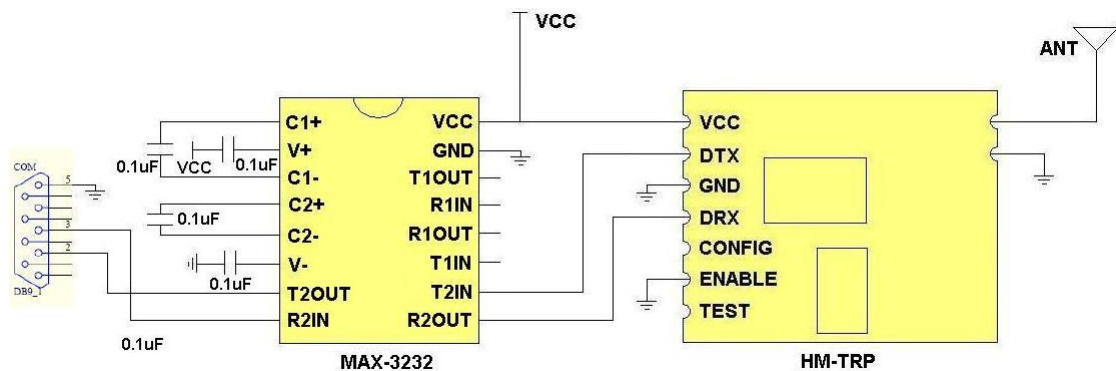 VCC
ANT
C1+
V+
C1-
C2+
C2-
V-
T2OUT
R2IN
VCC
GND
T1OUT
R1IN
R1OUT
T1IN
T2IN
R2OUT
MAX-3232
0.1uF
VCC
0.1uF
0.1uF
0.1uF
0.1uF
COM
5
3
2
DB9_1
VCC
DTX
GND
DRX
CONFIG
ENABLE
TEST
HM-TRP